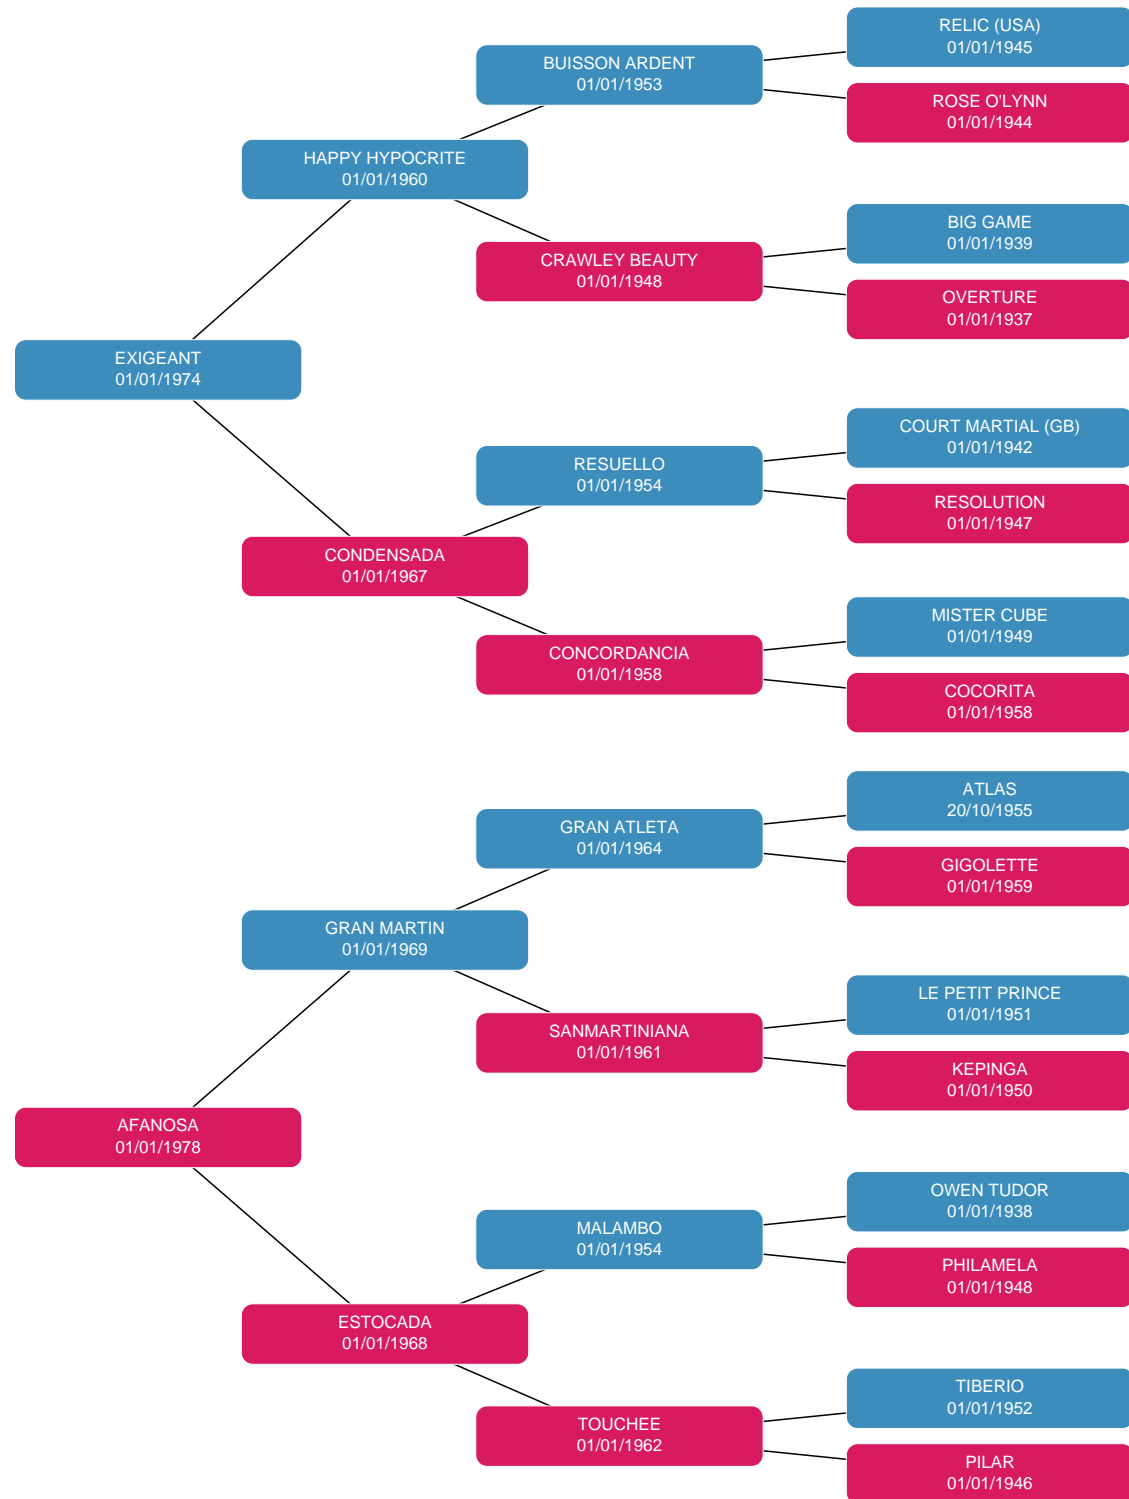 RELIC (USA)
01/01/1945
BUISSON ARDENT
01/01/1953
ROSE O'LYNN
01/01/1944
HAPPY HYPOCRITE
01/01/1960
BIG GAME
01/01/1939
CRAWLEY BEAUTY
01/01/1948
OVERTURE
01/01/1937
EXIGEANT
01/01/1974
COURT MARTIAL (GB)
01/01/1942
RESUELLO
01/01/1954
RESOLUTION
01/01/1947
CONDENSADA
01/01/1967
MISTER CUBE
01/01/1949
CONCORDANCIA
01/01/1958
COCORITA
01/01/1958
ATLAS
20/10/1955
GRAN ATLETA
01/01/1964
GIGOLETTE
01/01/1959
GRAN MARTIN
01/01/1969
LE PETIT PRINCE
01/01/1951
SANMARTINIANA
01/01/1961
KEPINGA
01/01/1950
AFANOSA
01/01/1978
OWEN TUDOR
01/01/1938
MALAMBO
01/01/1954
PHILAMELA
01/01/1948
ESTOCADA
01/01/1968
TIBERIO
01/01/1952
TOUCHEE
01/01/1962
PILAR
01/01/1946